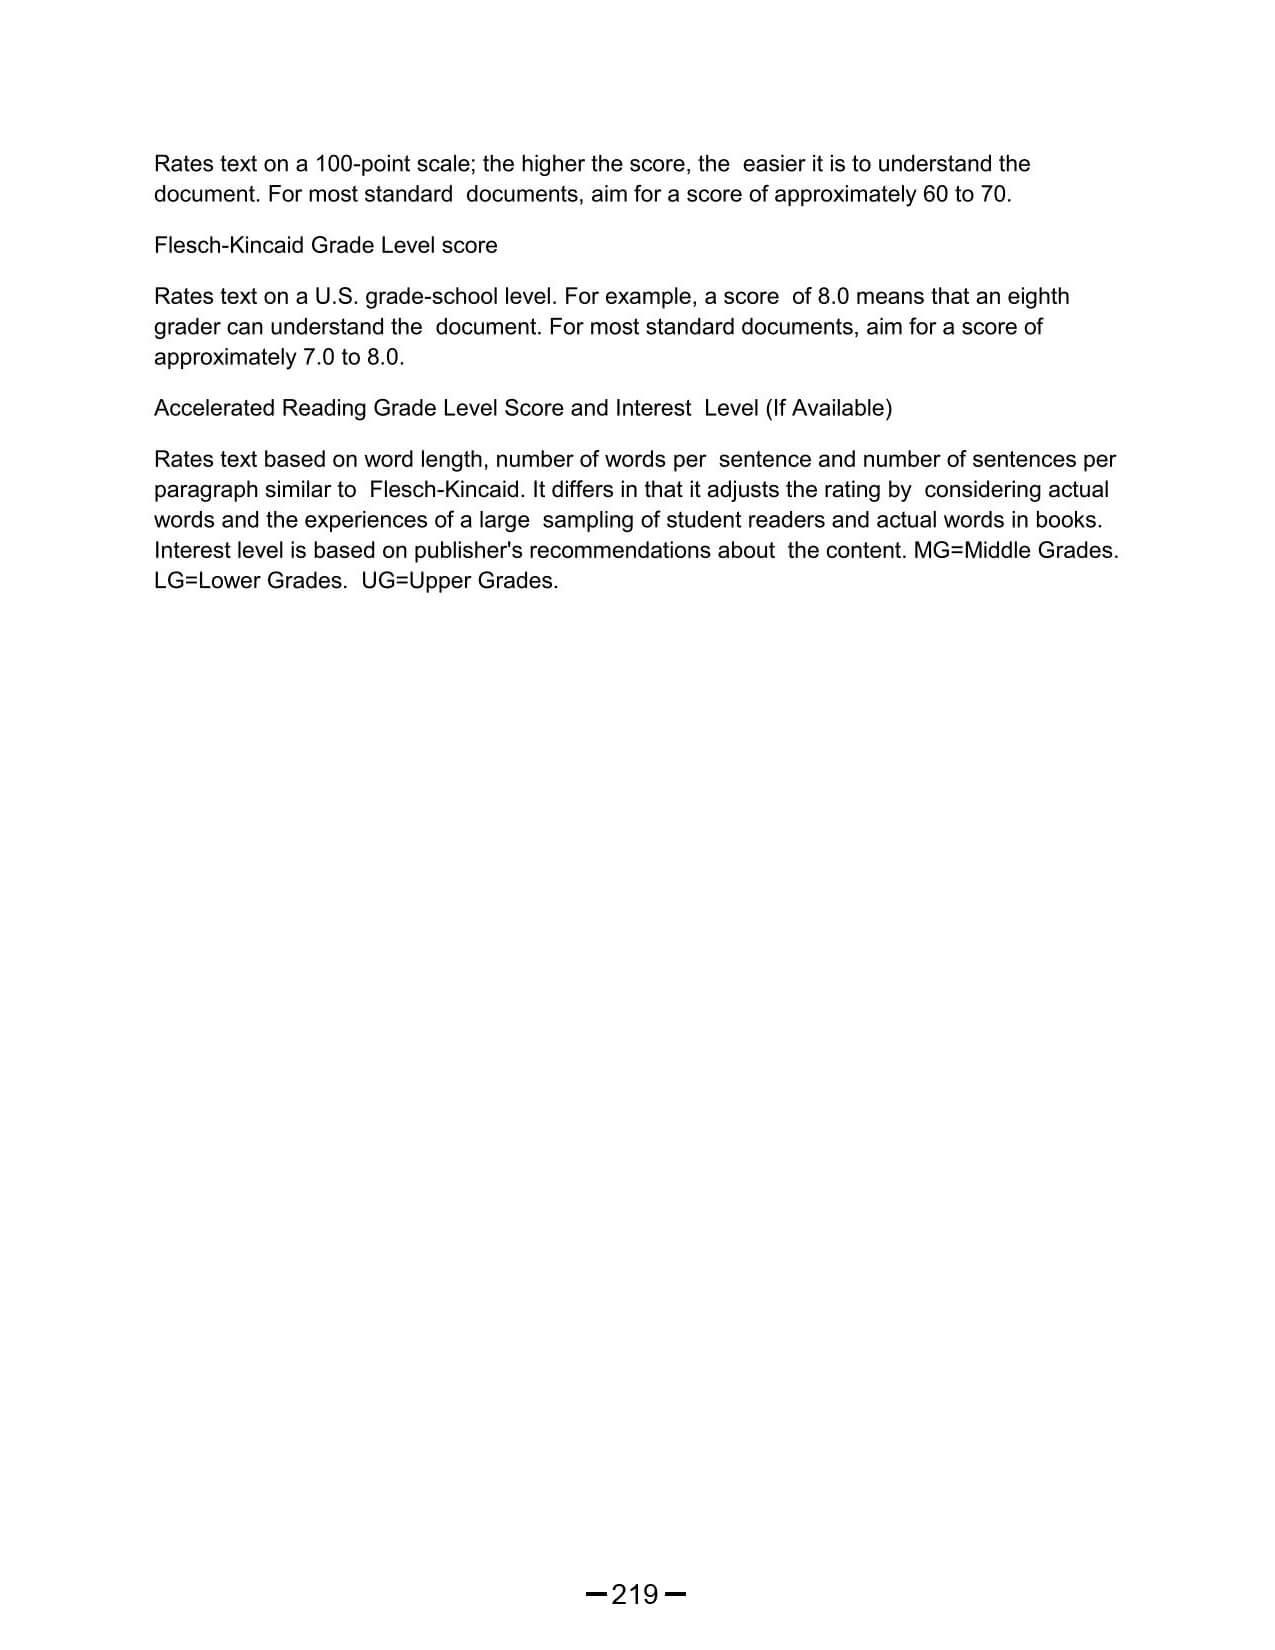 Rates text on a 100-point scale; the higher the score, the  easier it is to understand the
document. For most standard  documents, aim for a score of approximately 60 to 70.
Flesch-Kincaid Grade Level score
Rates text on a U.S. grade-school level. For example, a score  of 8.0 means that an eighth
grader can understand the  document. For most standard documents, aim for a score of
approximately 7.0 to 8.0.
Accelerated Reading Grade Level Score and Interest  Level (If Available)
Rates text based on word length, number of words per  sentence and number of sentences per
paragraph similar to  Flesch-Kincaid. It differs in that it adjusts the rating by  considering actual
words and the experiences of a large  sampling of student readers and actual words in books.
Interest level is based on publisher's recommendations about  the content. MG=Middle Grades.
LG=Lower Grades.  UG=Upper Grades.
— 219 —